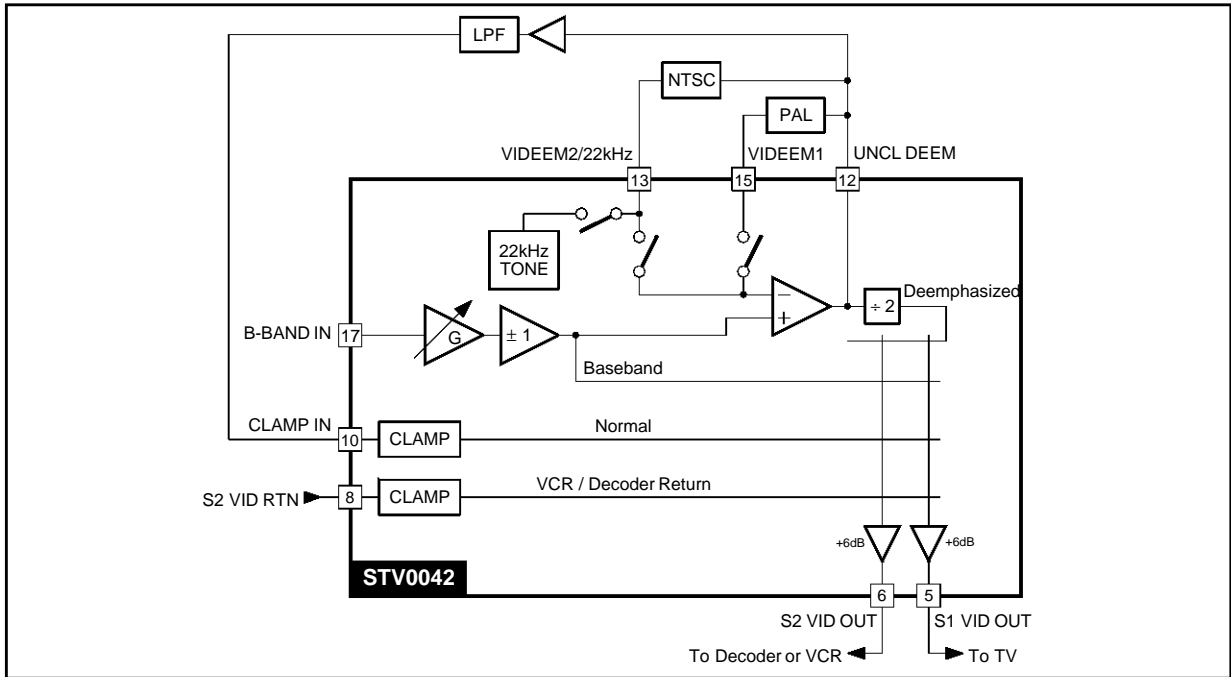 LPF
NTSC
PAL
VIDEEM2/22kHz
VIDEEM1
UNCL DEEM
13
15
12
22kHz
TONE
÷ 2
Deemphasized
−
+
B-BAND IN
17
G
± 1
Baseband
CLAMP IN
10
CLAMP
Normal
S2 VID RTN
8
CLAMP
VCR / Decoder Return
+6dB
+6dB
STV0042
6
5
S2 VID OUT
S1 VID OUT
To Decoder or VCR
To TV